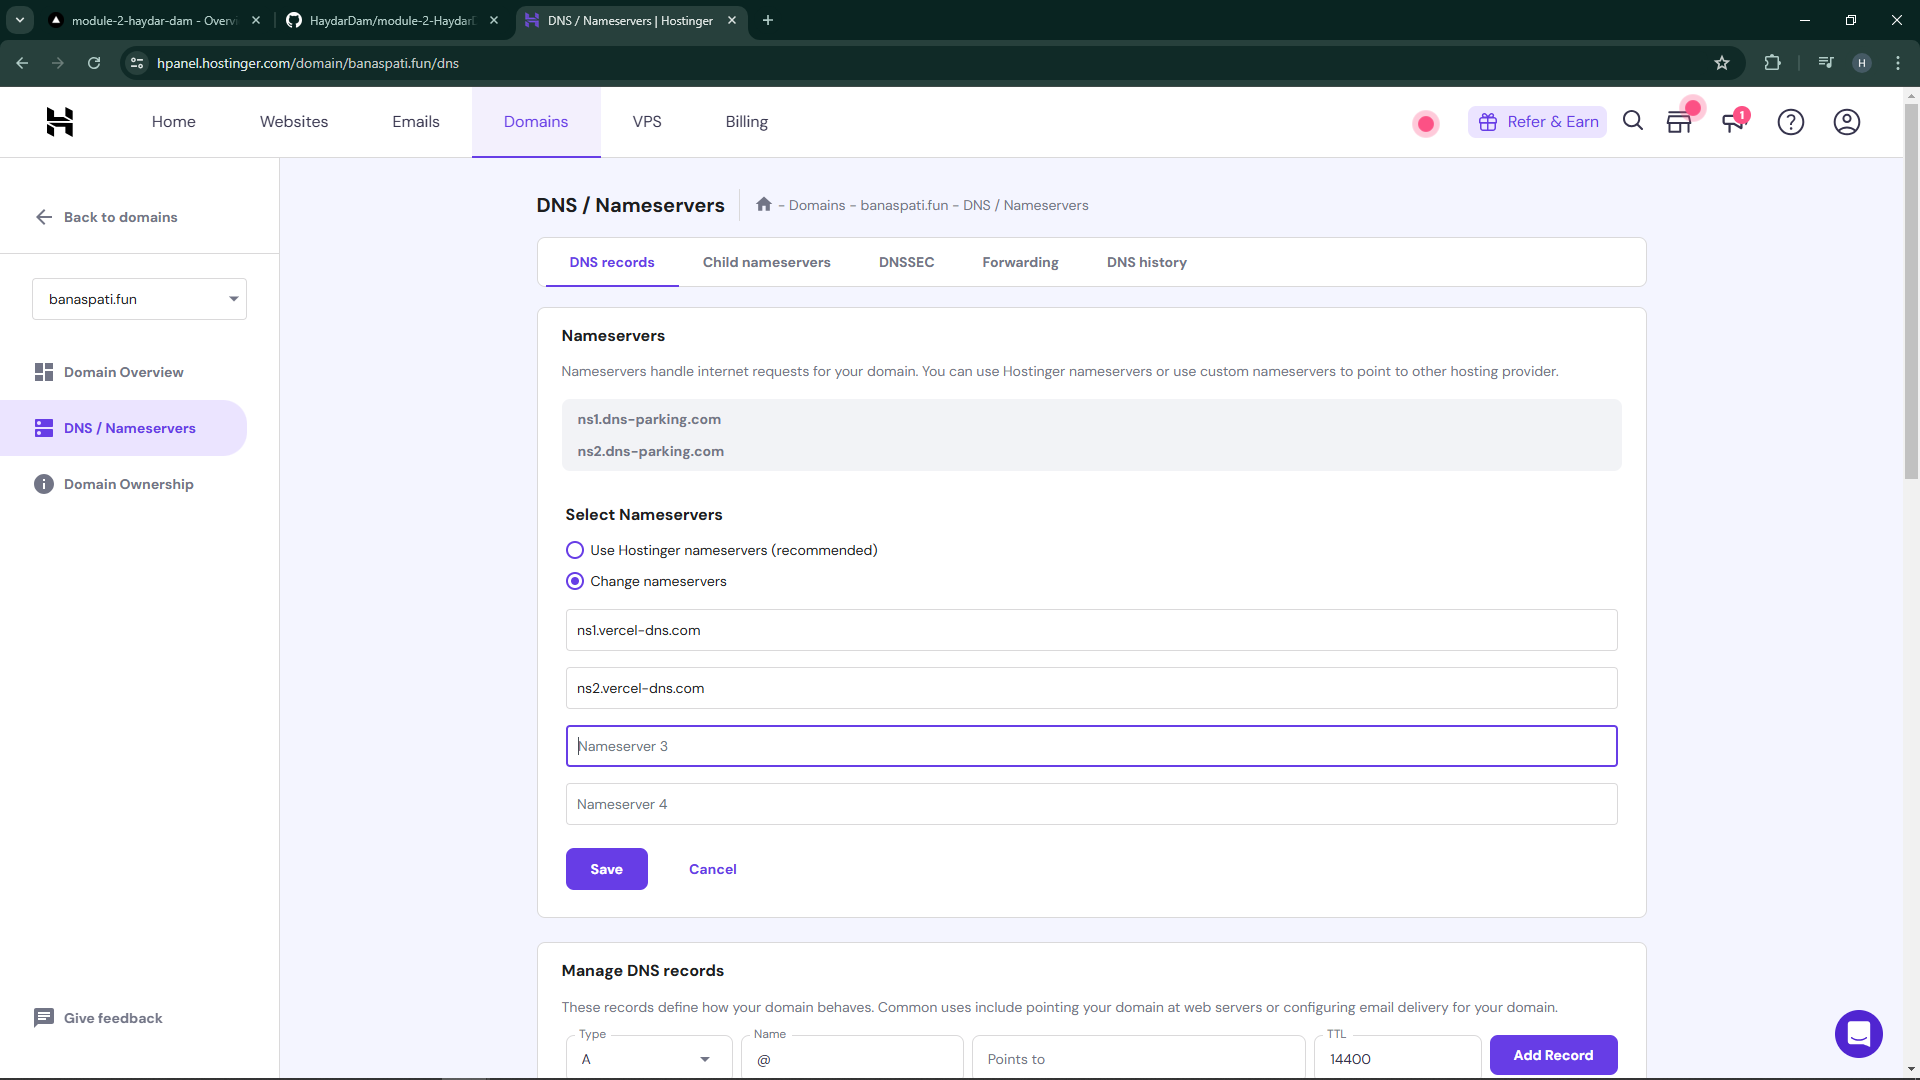 module-2-haydar-dam - Overvi
HaydarDam/module-2-HaydarD
DNS / Nameservers | Hostinger
hpanel.hostinger.com/domain/banaspati.fun/dns
H
Home
Websites
Emails
Domains
VPS
Billing
Refer & Earn
1
Back to domains
DNS / Nameservers
- Domains - banaspati.fun - DNS / Nameservers
DNS records
Child nameservers
DNSSEC
Forwarding
DNS history
banaspati.fun
Domain Overview
DNS / Nameservers
Domain Ownership
Nameservers
Nameservers handle internet requests for your domain. You can use Hostinger nameservers or use custom nameservers to point to other hosting provider.
ns1.dns-parking.com
ns2.dns-parking.com
Select Nameservers
Use Hostinger nameservers (recommended)
Change nameservers
ns1.vercel-dns.com
ns2.vercel-dns.com
Nameserver 3
Nameserver 4
Save
Cancel
Manage DNS records
These records define how your domain behaves. Common uses include pointing your domain at web servers or configuring email delivery for your domain.
Type
A
Name
@
Points to
TTL
14400
Add Record
Give feedback